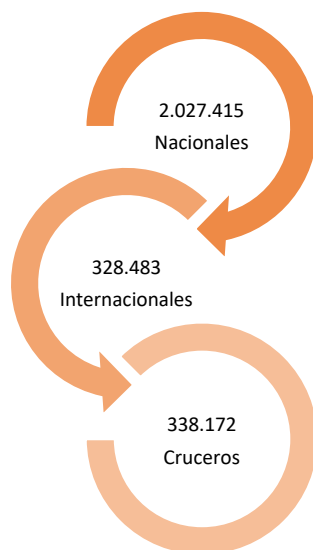 2.027.415
Nacionales
328.483
Internacionales
338.172
Cruceros